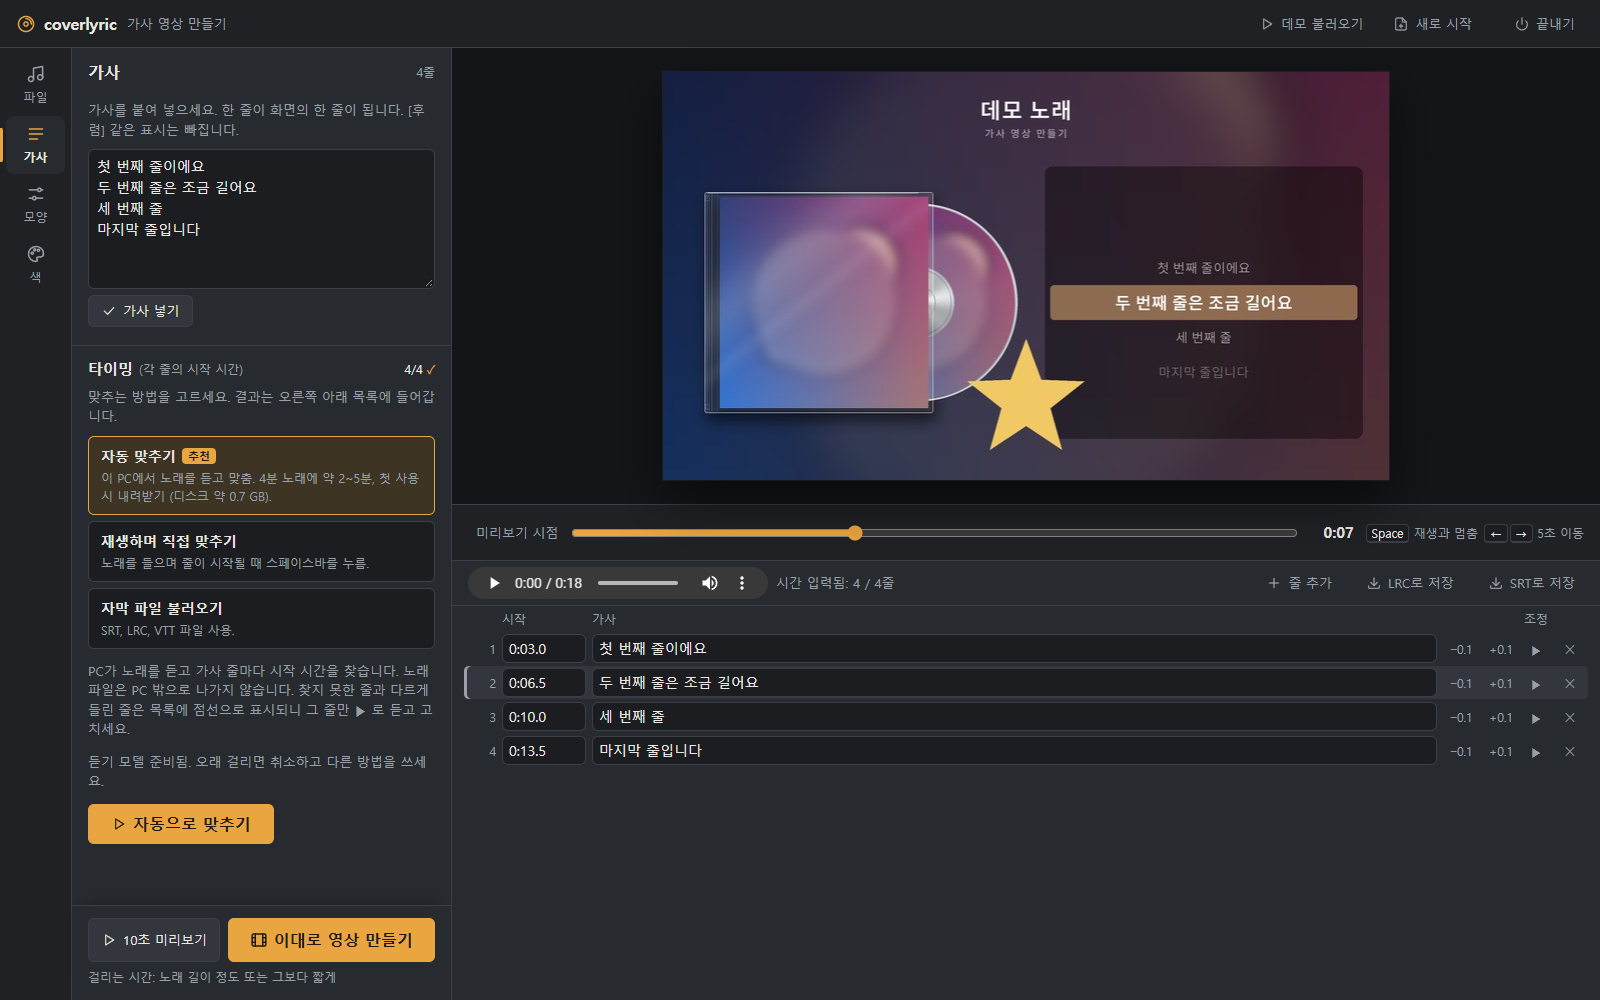 coverlyric 가사 영상 만들기
데모 불러오기
새로 시작
끝내기
파일
가사
모양
색
가사
4줄
가사를 붙여 넣으세요. 한 줄이 화면의 한 줄이 됩니다. [후
렴] 같은 표시는 빠집니다.
첫 번째 줄이에요
두 번째 줄은 조금 길어요
세 번째 줄
마지막 줄입니다
가사 넣기
타이밍 (각 줄의 시작 시간)
4/4 ✓
맞추는 방법을 고르세요. 결과는 오른쪽 아래 목록에 들어갑
니다.
자동 맞추기 추천
이 PC에서 노래를 듣고 맞춤. 4분 노래에 약 2~5분, 첫 사용
시 내려받기 (디스크 약 0.7 GB).
재생하며 직접 맞추기
노래를 들으며 줄이 시작될 때 스페이스바를 누름.
자막 파일 불러오기
SRT, LRC, VTT 파일 사용.
PC가 노래를 듣고 가사 줄마다 시작 시간을 찾습니다. 노래
파일은 PC 밖으로 나가지 않습니다. 찾지 못한 줄과 다르게
들린 줄은 목록에 점선으로 표시되니 그 줄만 ▶ 로 듣고 고
치세요.
듣기 모델 준비됨. 오래 걸리면 취소하고 다른 방법을 쓰세
요.
자동으로 맞추기
10초 미리보기
이대로 영상 만들기
걸리는 시간: 노래 길이 정도 또는 그보다 짧게
데모 노래
가사 영상 만들기
첫 번째 줄이에요
두 번째 줄은 조금 길어요
세 번째 줄
마지막 줄입니다
미리보기 시점
0:07
Space 재생과 멈춤 ← → 5초 이동
0:00 / 0:18
시간 입력됨: 4 / 4줄
줄 추가
LRC로 저장
SRT로 저장
시작 가사 조정
1 0:03.0 첫 번째 줄이에요 −0.1 +0.1 ▶ ×
2 0:06.5 두 번째 줄은 조금 길어요 −0.1 +0.1 ▶ ×
3 0:10.0 세 번째 줄 −0.1 +0.1 ▶ ×
4 0:13.5 마지막 줄입니다 −0.1 +0.1 ▶ ×